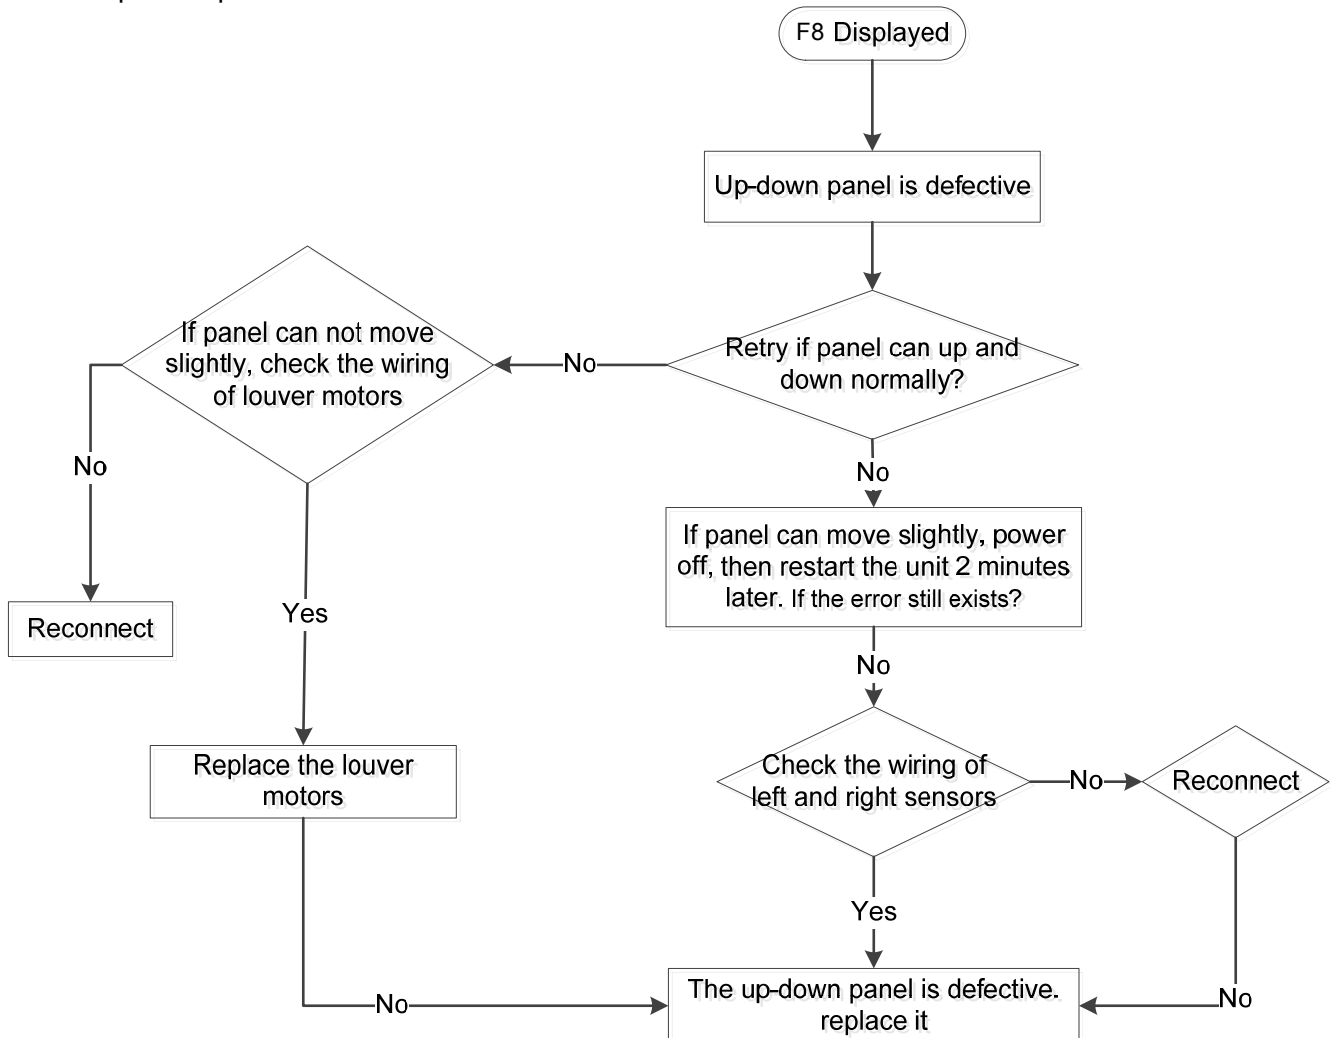 F8 Displayed
Up-down panel is defective
If panel can not move
slightly, check the wiring
of louver motors
No
Retry if panel can up and
down normally?
No
No
If panel can move slightly, power
off, then restart the unit 2 minutes
later. If the error still exists?
Reconnect
Yes
No
Replace the louver
motors
Check the wiring of
left and right sensors
No
Reconnect
Yes
No
The up-down panel is defective.
replace it
No